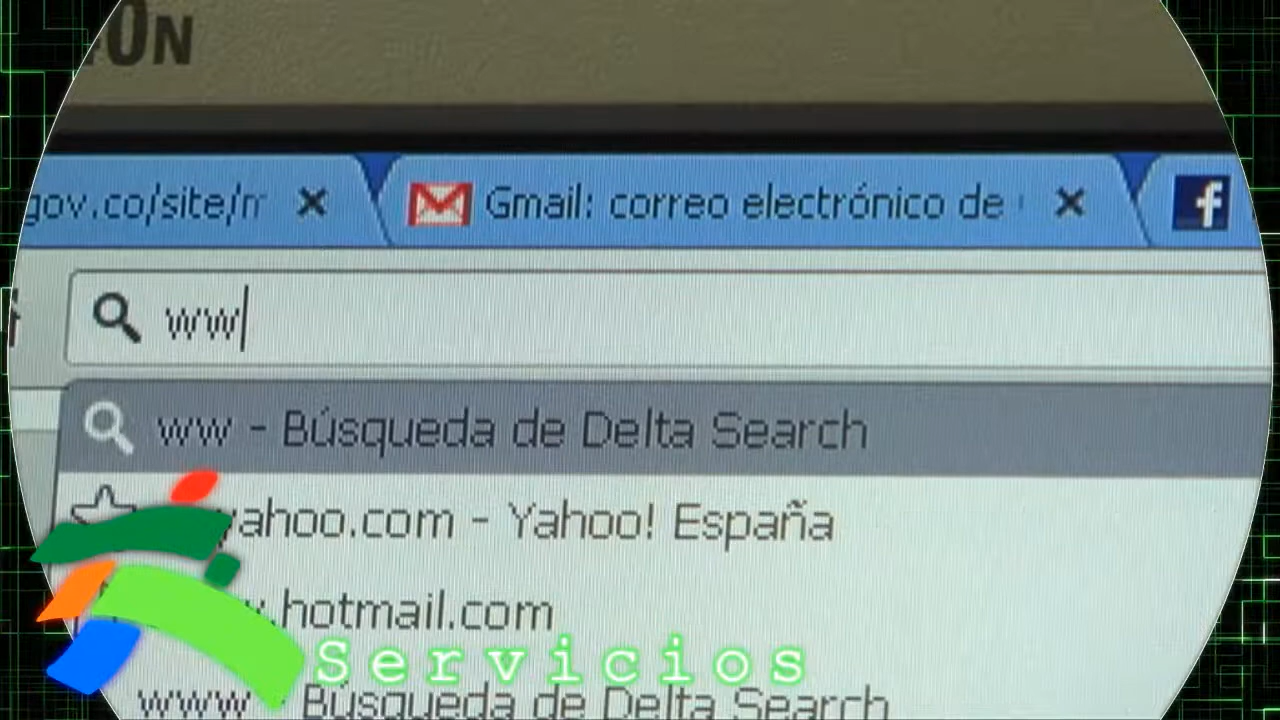 gov.co/site/m
Gmail: correo electrónico de
ww
ww - Búsqueda de Delta Search
yahoo.com - Yahoo! España
.hotmail.com
Servicios
www - Búsqueda de Delta Search